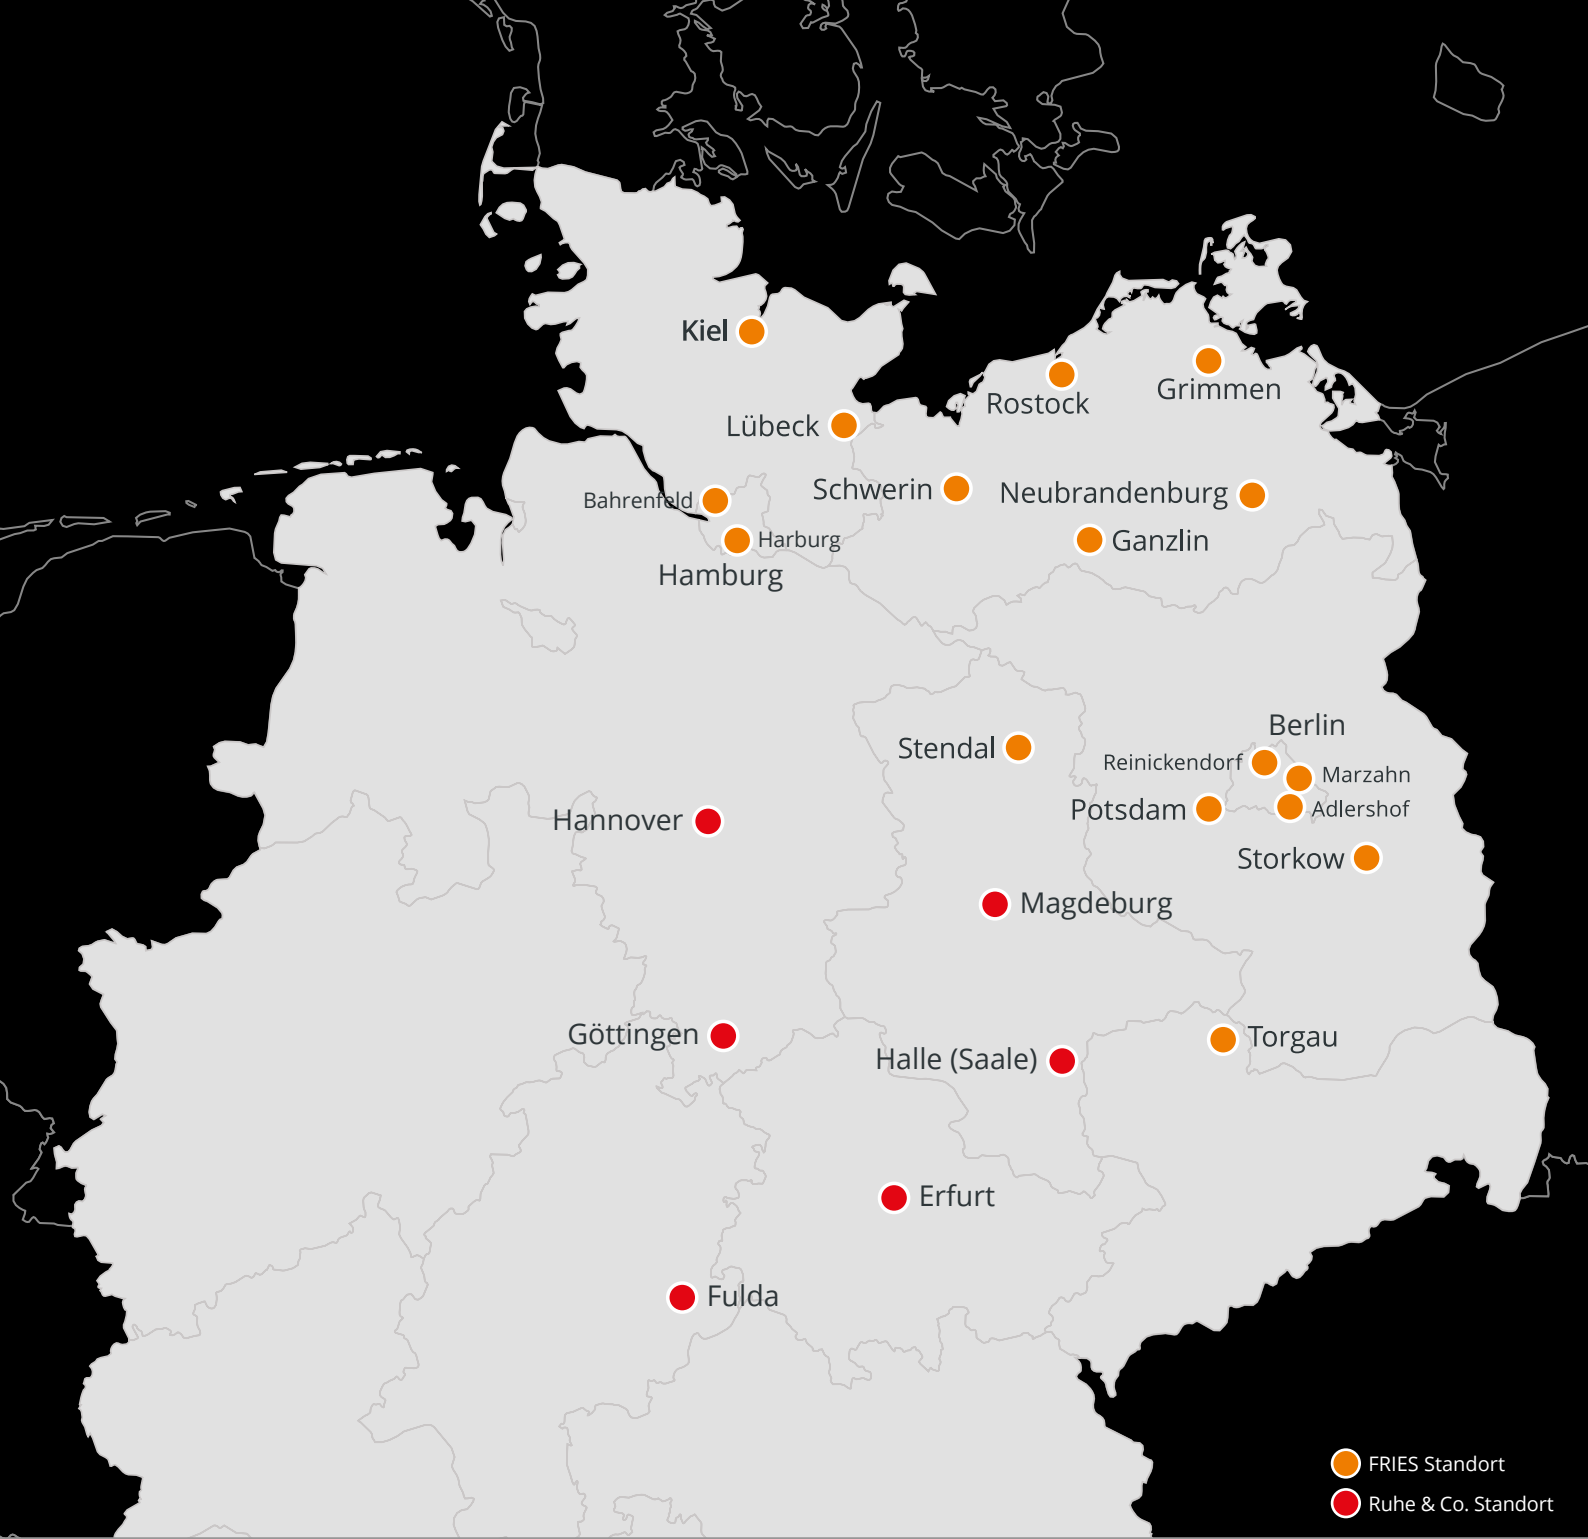 Kiel
Grimmen
Rostock
Lübeck
Schwerin
Neubrandenburg
Bahrenfeld
Harburg
Ganzlin
Hamburg
Berlin
Stendal
Reinickendorf
Marzahn
Potsdam
Adlershof
Hannover
Storkow
Magdeburg
Göttingen
Torgau
Halle (Saale)
Erfurt
Fulda
FRIES Standort
Ruhe & Co. Standort